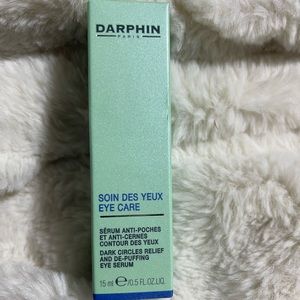 DARPHIN
PARIS
SOIN DES YEUX
EYE CARE
SÉRUM ANTI-POCHES
ET ANTI-CERNES
CONTOUR DES YEUX
DARK CIRCLES RELIEF
AND DE-PUFFING
EYE SERUM
15 ml ℮/0.5 FL.OZ.LIQ.